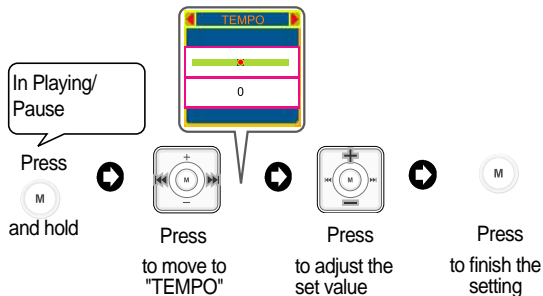 TEMPO
0
In Playing/
Pause
Press
M
and hold
+
M
−
Press
to move to
"TEMPO"
+
M
−
Press
to adjust the
set value
M
Press
to finish the
setting